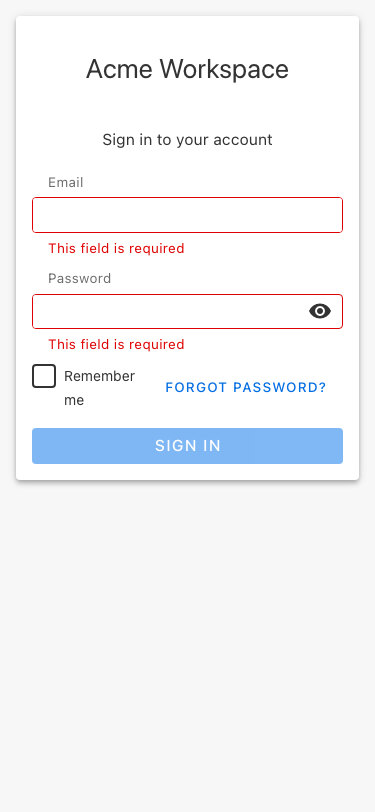 Acme Workspace
Sign in to your account
Email
This field is required
Password
This field is required
Remember
me
FORGOT PASSWORD?
SIGN IN